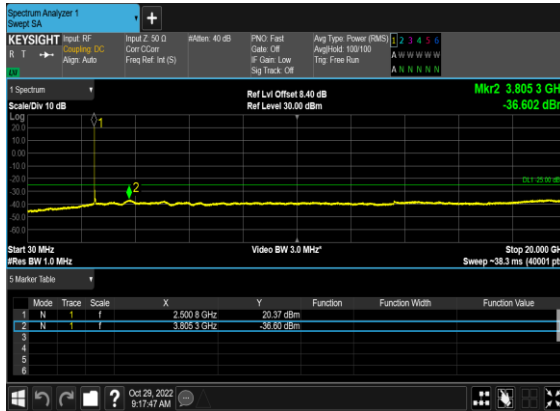 Spectrum Analyzer 1
Swept SA
+
KEYSIGHT
R T
Input: RF
Coupling: DC
Align: Auto
Input Z: 50 Ω
Corr CCorr
Freq Ref: Int (S)
#Atten: 40 dB
PNO: Fast
Gate: Off
IF Gain: Low
Sig Track: Off
Avg Type: Power (RMS)
Avg|Hold: 100/100
Trig: Free Run
1 2 3 4 5 6
A W W W W W
A N N N N N
1 Spectrum
Scale/Div 10 dB
Ref Lvl Offset 8.40 dB
Ref Level 30.00 dBm
Mkr2 3.805 3 GHz
-36.602 dBm
Log
20.0
10.0
0.00
-10.0
-20.0
-30.0
-40.0
-50.0
-60.0
1
2
DL1 -25.00 dB
Start 30 MHz
#Res BW 1.0 MHz
Video BW 3.0 MHz*
Stop 20.000 GH
Sweep ~38.3 ms (40001 pt
5 Marker Table
Mode Trace Scale X Y Function Function Width Function Value
1 N 1 f 2.500 8 GHz 20.37 dBm
2 N 1 f 3.805 3 GHz -36.60 dBm
3
4
5
6
?
Oct 29, 2022
9:17:47 AM